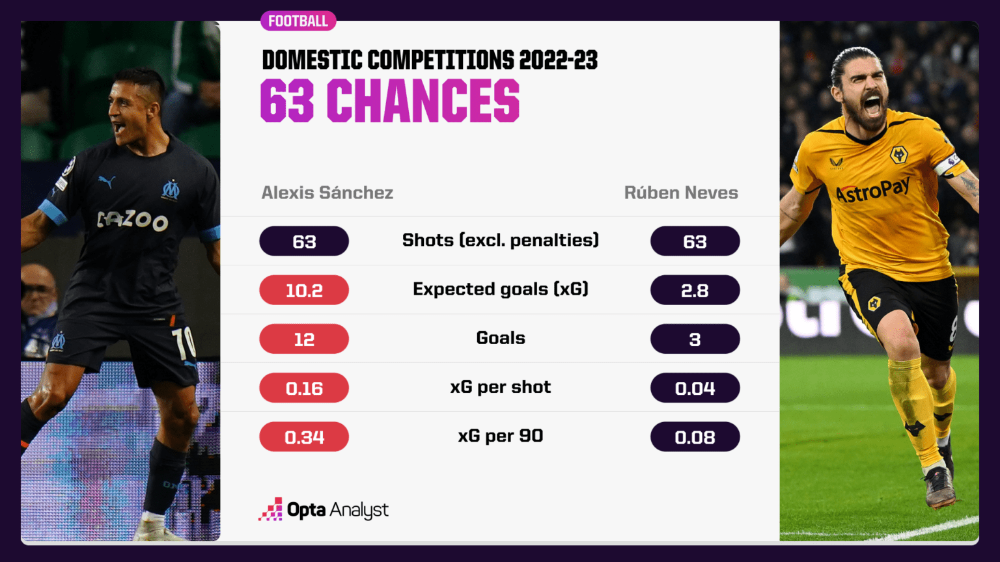 FOOTBALL
DOMESTIC COMPETITIONS 2022-23
63 CHANCES
Alexis Sánchez
Rúben Neves
63 Shots (excl. penalties) 63
10.2 Expected goals (xG) 2.8
12 Goals 3
0.16 xG per shot 0.04
0.34 xG per 90 0.08
Opta Analyst
CAZOO
10
AstroPay
8